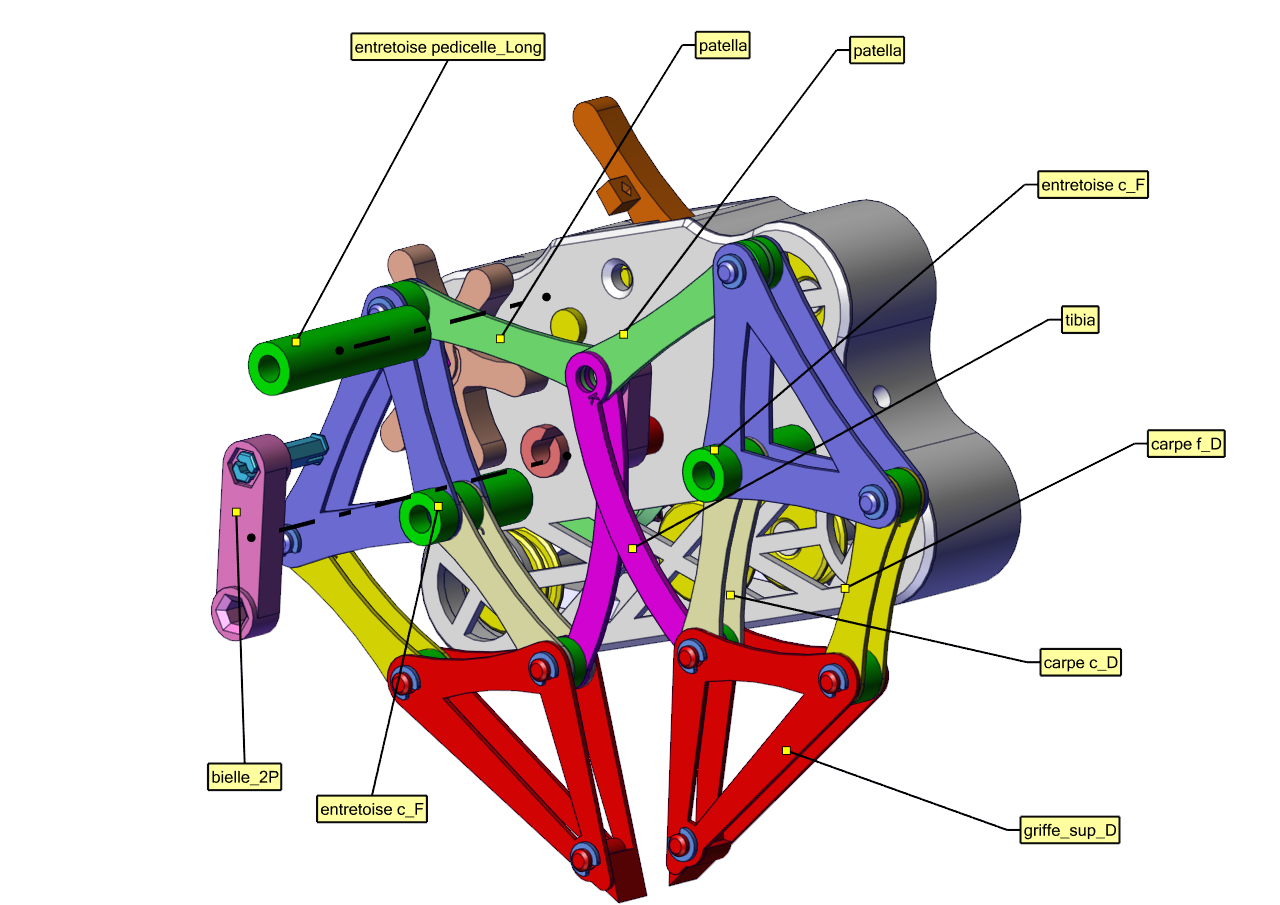 entretoise pedicelle_Long
patella
patella
entretoise c_F
tibia
carpe f_D
carpe c_D
bielle_2P
entretoise c_F
griffe_sup_D